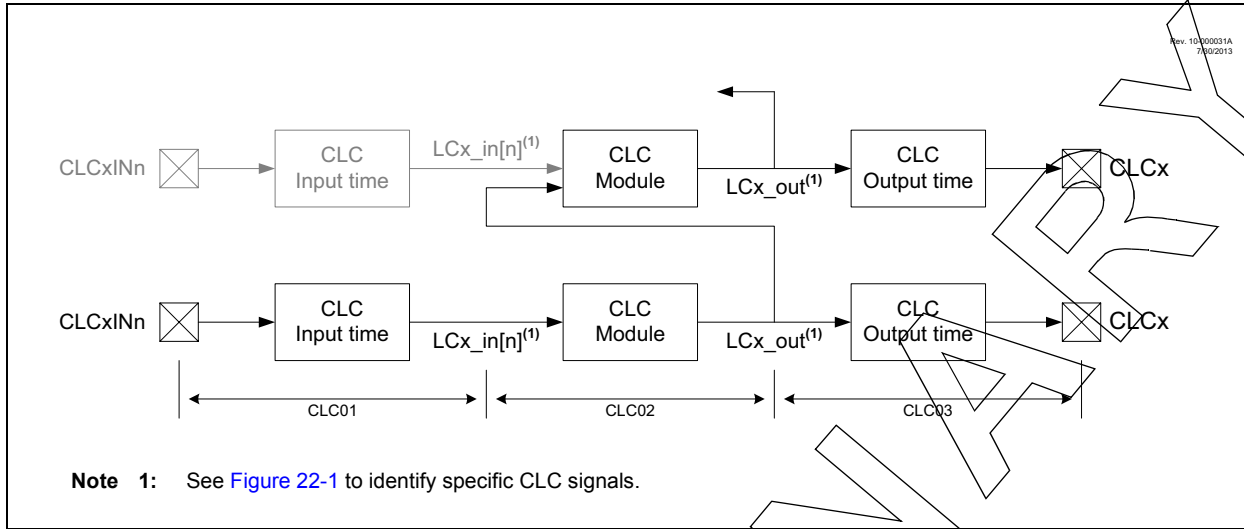 Rev. 10-000031A
7/30/2013
CLCxINn
CLC
Input time
LCx_in[n](1)
CLC
Module
LCx_out(1)
CLC
Output time
CLCx
CLCxINn
CLC
Input time
LCx_in[n](1)
CLC
Module
LCx_out(1)
CLC
Output time
CLCx
CLC01
CLC02
CLC03
Note 1: See Figure 22-1 to identify specific CLC signals.
NARY